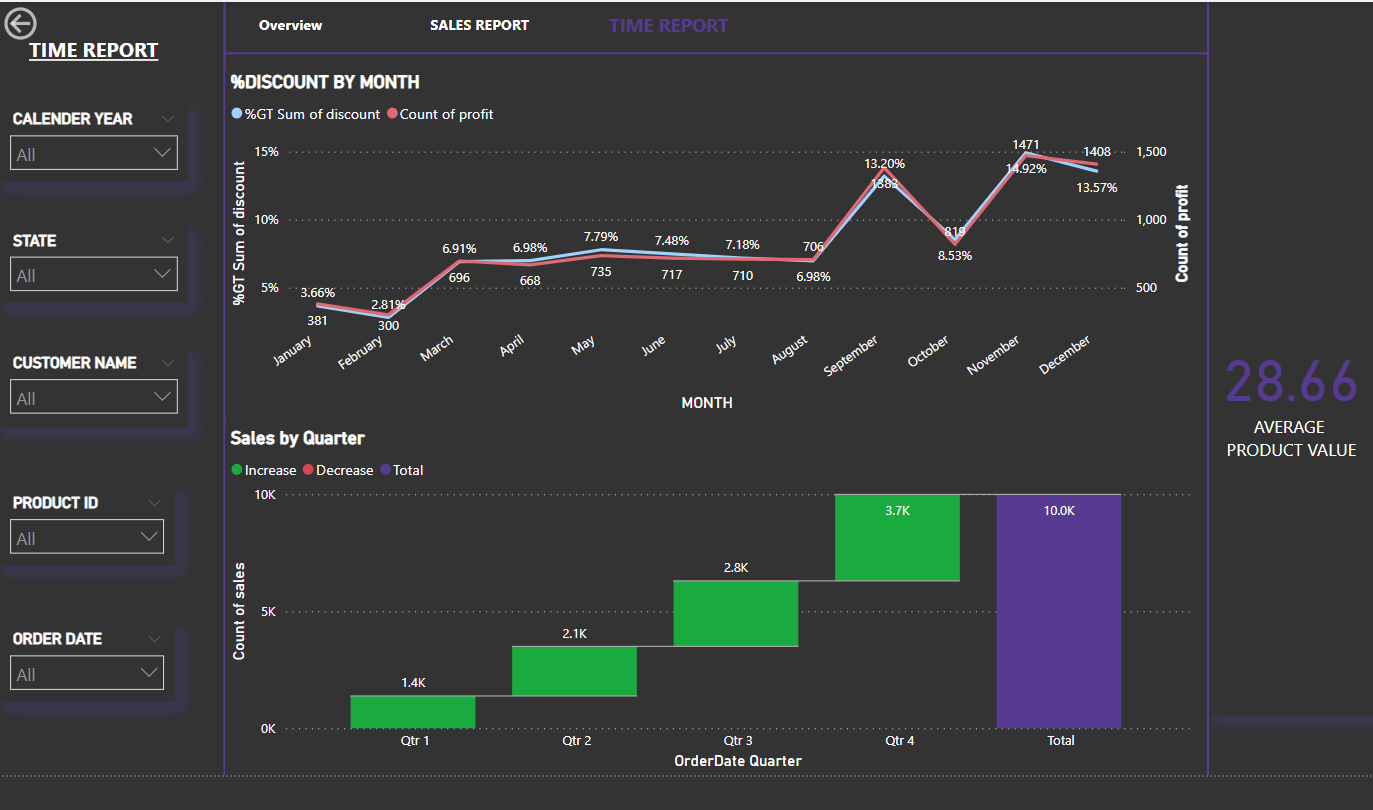 Overview
SALES REPORT
TIME REPORT
TIME REPORT
CALENDER YEAR
All
STATE
All
CUSTOMER NAME
All
PRODUCT ID
All
ORDER DATE
All
%DISCOUNT BY MONTH
%GT Sum of discount Count of profit
%GT Sum of discount
15%
10%
5%
3.66% 2.81% 6.91% 6.98% 7.79% 7.48% 7.18% 706 13.20% 819 1471 1408
381 300 696 668 735 717 710 6.98% 1383 8.53% 14.92% 13.57%
1,500
1,000
500
Count of profit
January February March April May June July August September October November December
MONTH
Sales by Quarter
Increase Decrease Total
Count of sales
10K
5K
0K
1.4K 2.1K 2.8K 3.7K 10.0K
Qtr 1 Qtr 2 Qtr 3 Qtr 4 Total
OrderDate Quarter
28.66
AVERAGE
PRODUCT VALUE